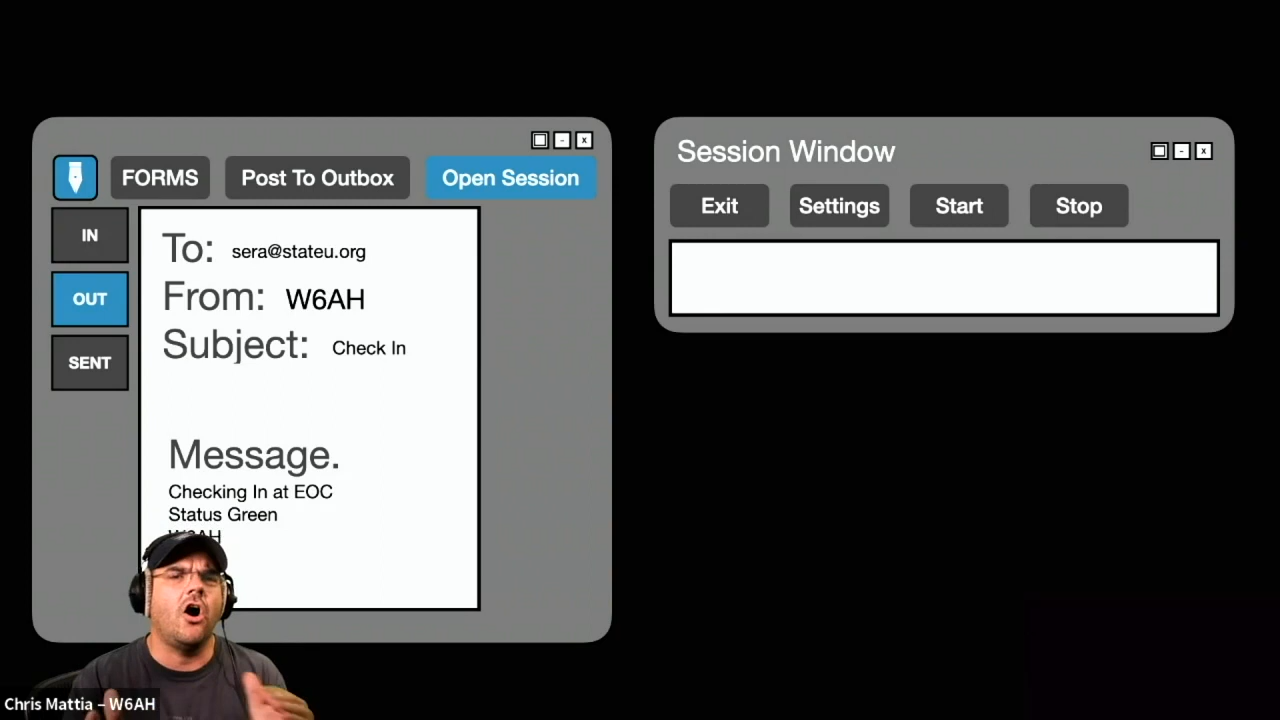 FORMS
Post To Outbox
Open Session
IN
OUT
SENT
To: sera@stateu.org
From: W6AH
Subject: Check In
Message.
Checking In at EOC
Status Green
W6AH
Session Window
Exit
Settings
Start
Stop
Chris Mattia – W6AH